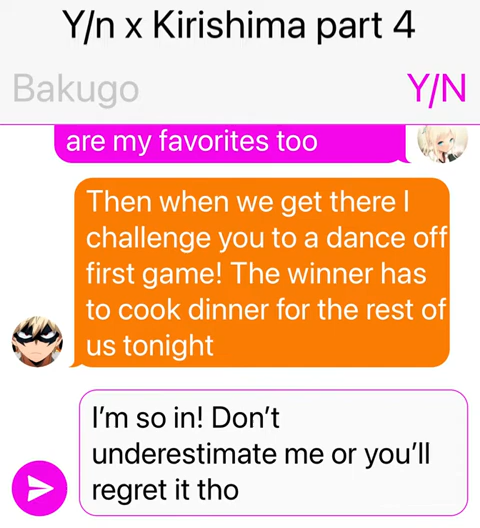 Y/n x Kirishima part 4
Bakugo
Y/N
are my favorites too
Then when we get there I
challenge you to a dance off
first game! The winner has
to cook dinner for the rest of
us tonight
I'm so in! Don't
underestimate me or you'll
regret it tho